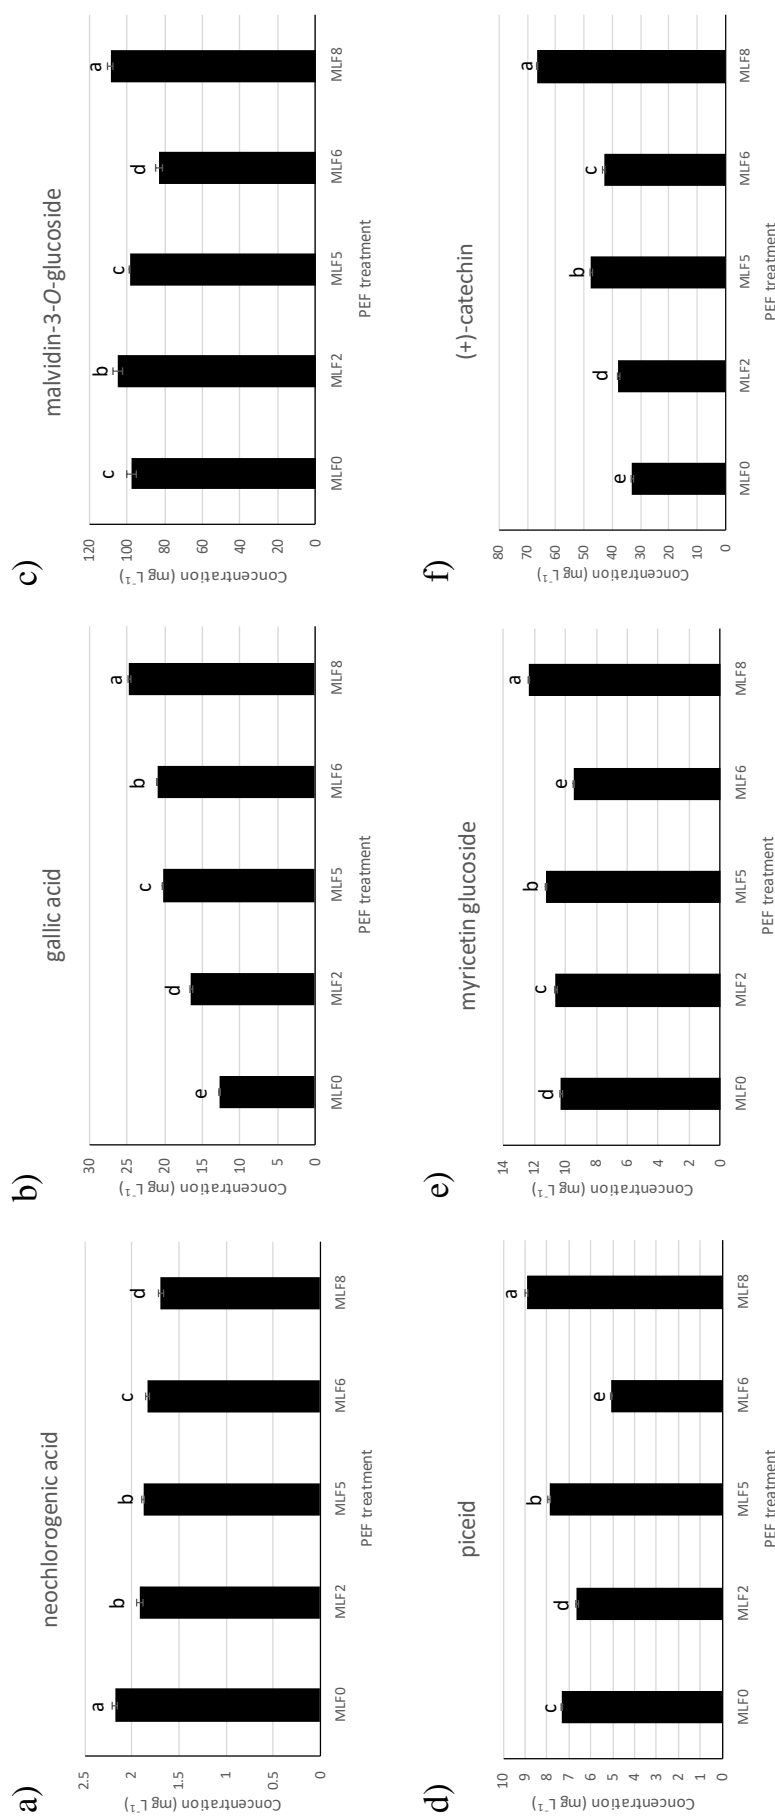 a)
neochlorogenic acid
Concentration (mg L⁻¹)
2.5
2
1.5
1
0.5
0
a
b
b
c
d
MLF0 MLF2 MLF5 MLF6 MLF8
PEF treatment
b)
gallic acid
Concentration (mg L⁻¹)
30
25
20
15
10
5
0
e
d
c
b
a
MLF0 MLF2 MLF5 MLF6 MLF8
PEF treatment
c)
malvidin-3-O-glucoside
Concentration (mg L⁻¹)
120
100
80
60
40
20
0
c
b
c
d
a
MLF0 MLF2 MLF5 MLF6 MLF8
PEF treatment
d)
piceid
Concentration (mg L⁻¹)
10
9
8
7
6
5
4
3
2
1
0
c
d
b
e
a
MLF0 MLF2 MLF5 MLF6 MLF8
PEF treatment
e)
myricetin glucoside
Concentration (mg L⁻¹)
14
12
10
8
6
4
2
0
d
c
b
e
a
MLF0 MLF2 MLF5 MLF6 MLF8
PEF treatment
f)
(+)-catechin
Concentration (mg L⁻¹)
80
70
60
50
40
30
20
10
0
e
d
b
c
a
MLF0 MLF2 MLF5 MLF6 MLF8
PEF treatment